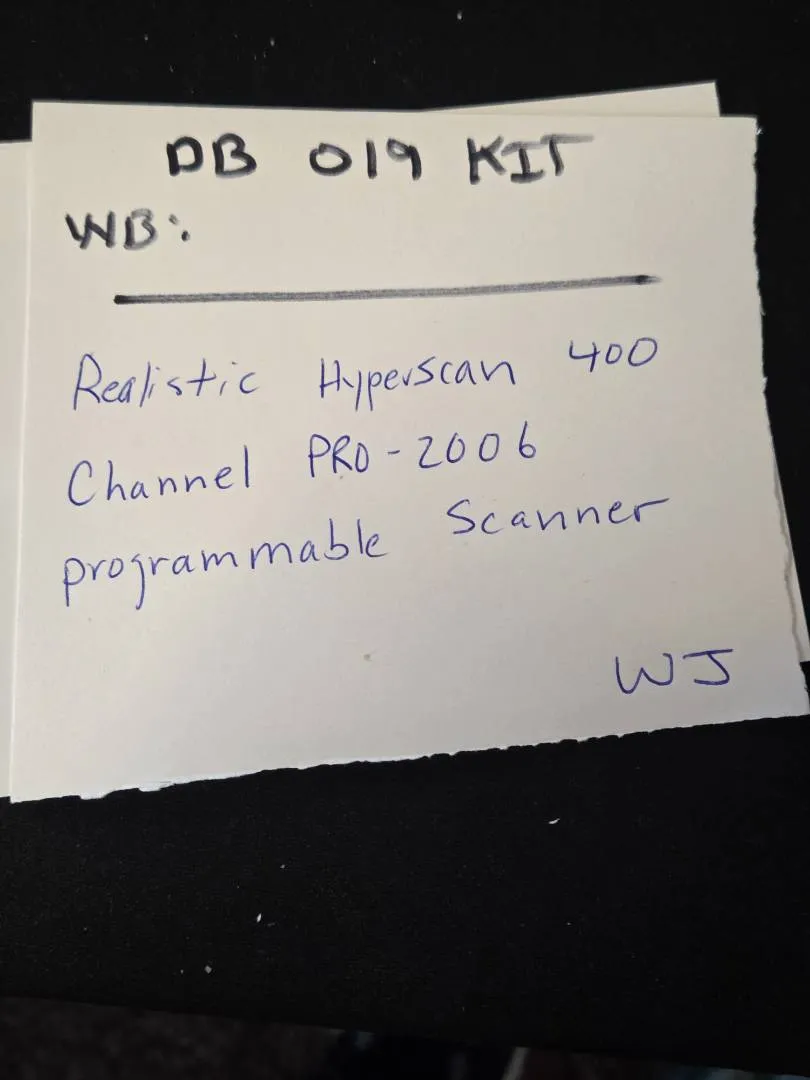 DB 019 KIT
WB:
Realistic Hyperscan 400
Channel PRO-2006
programmable Scanner
WJ